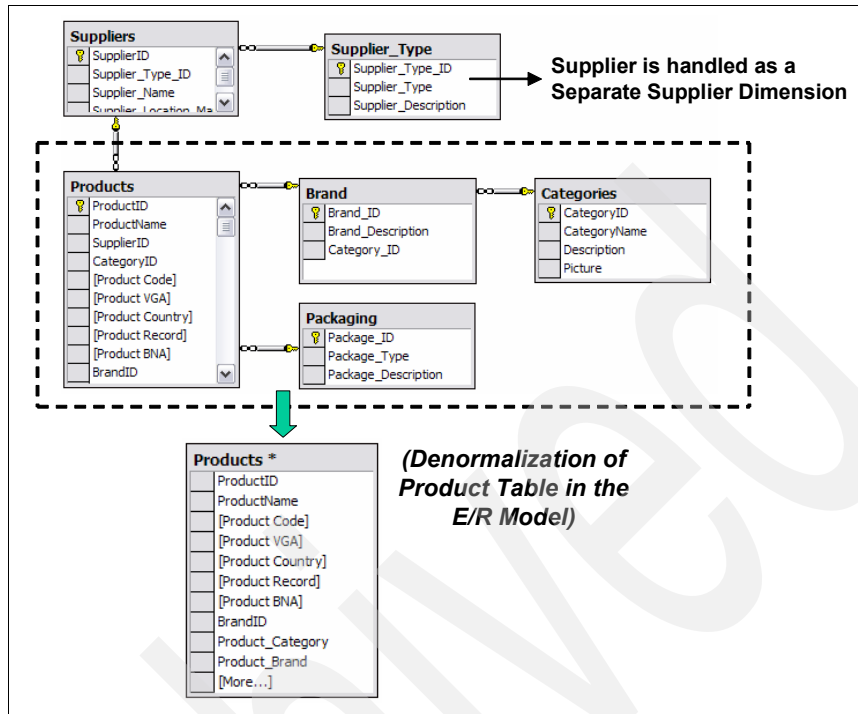 Suppliers
SupplierID
Supplier_Type_ID
Supplier_Name
Supplier_Location_Ma
Supplier_Type
Supplier_Type_ID
Supplier_Type
Supplier_Description
Supplier is handled as a
Separate Supplier Dimension
Products
ProductID
ProductName
SupplierID
CategoryID
[Product Code]
[Product VGA]
[Product Country]
[Product Record]
[Product BNA]
BrandID
Brand
Brand_ID
Brand_Description
Category_ID
Categories
CategoryID
CategoryName
Description
Picture
Packaging
Package_ID
Package_Type
Package_Description
Products *
ProductID
ProductName
[Product Code]
[Product VGA]
[Product Country]
[Product Record]
[Product BNA]
BrandID
Product_Category
Product_Brand
[More...]
(Denormalization of
Product Table in the
E/R Model)